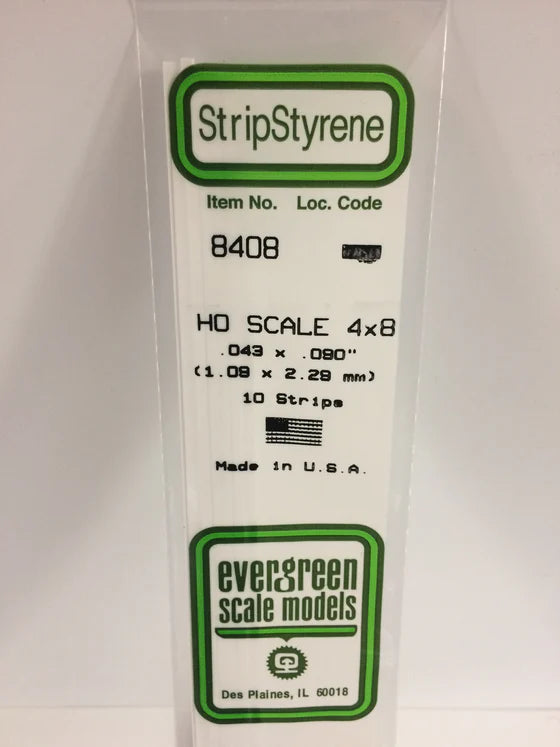 StripStyrene
Item No. Loc. Code
8408
HO SCALE 4x8
.043 x .090"
(1.09 x 2.29 mm)
10 Strips
Made in U.S.A.
evergreen
scale models
Des Plaines, IL 60018